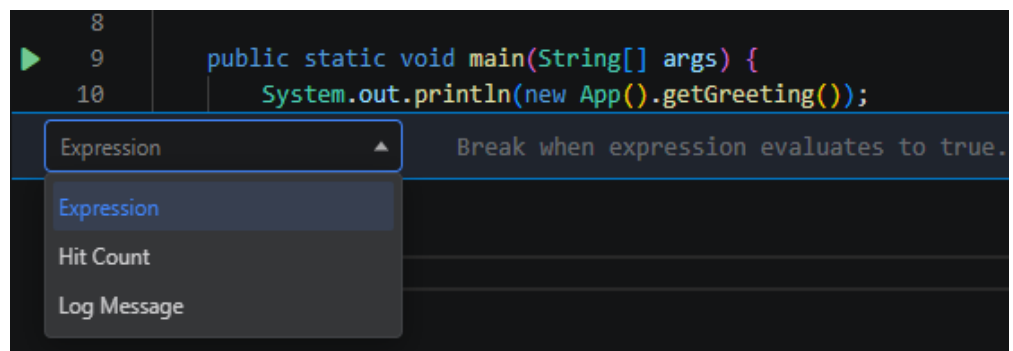 8
9 public static void main(String[] args) {
10 System.out.println(new App().getGreeting());
Expression Break when expression evaluates to true.
Expression
Hit Count
Log Message